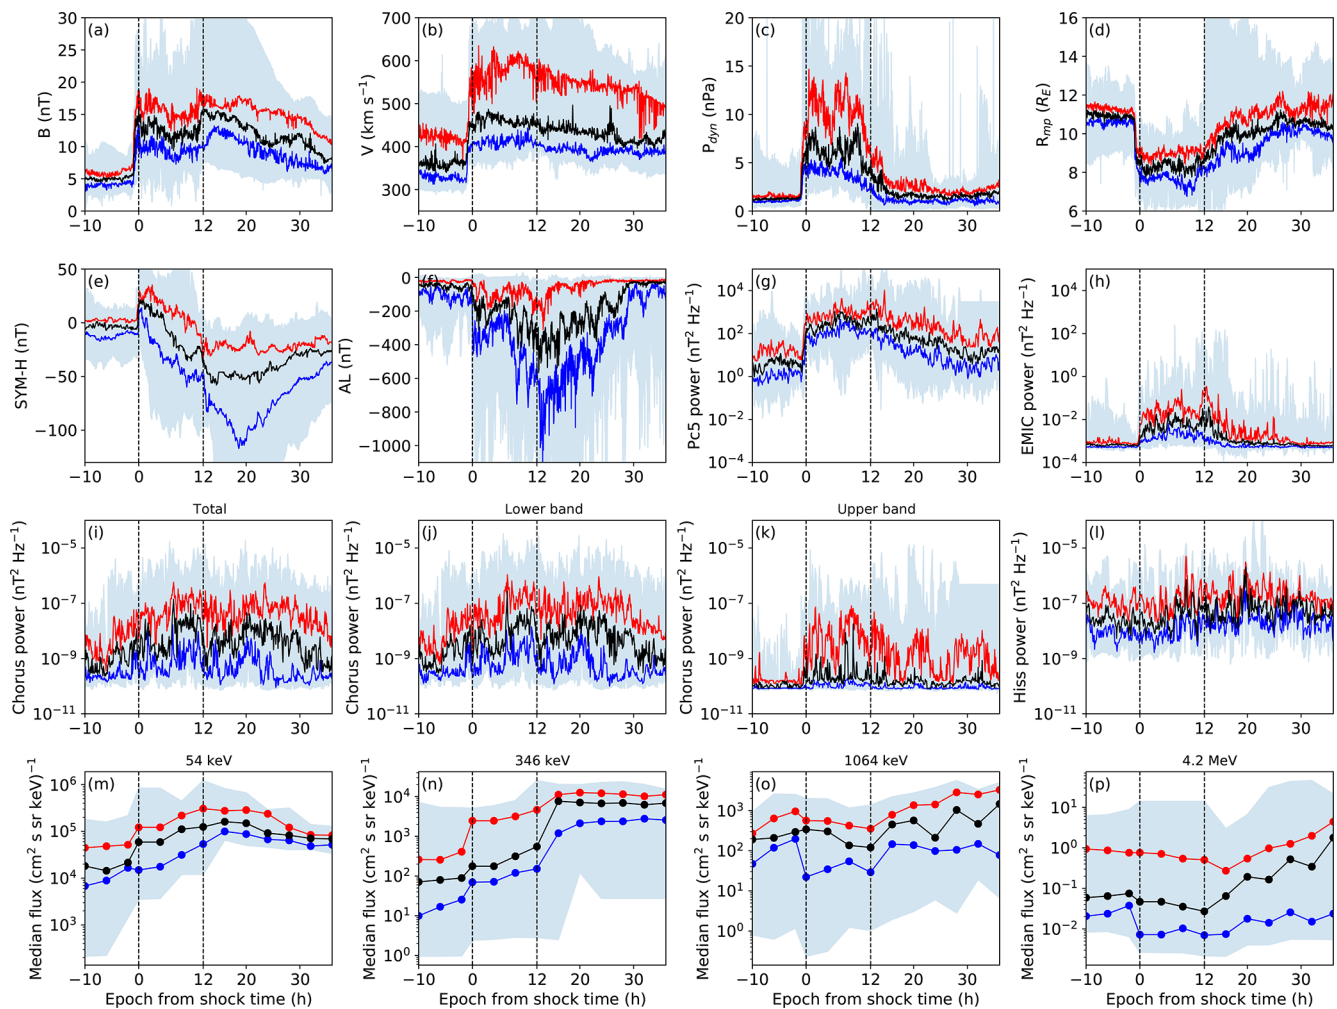 (a)
B (nT)
30
25
20
15
10
5
0
−10 0 12 20 30
(b)
V (km s⁻¹)
600
500
400
300
−10 0 12 20 30
(c)
P_dyn (nPa)
20
15
10
5
0
−10 0 12 20 30
(d)
R_mp (R_E)
16
14
12
10
8
6
−10 0 12 20 30
(e)
SYM-H (nT)
50
0
−50
−100
−10 0 12 20 30
(f)
AL (nT)
0
−200
−400
−600
−800
−1000
−10 0 12 20 30
(g)
Pc5 power (nT² Hz⁻¹)
10⁴
10²
10⁰
10⁻²
10⁻⁴
−10 0 12 20 30
(h)
EMIC power (nT² Hz⁻¹)
10⁴
10²
10⁰
10⁻²
10⁻⁴
−10 0 12 20 30
Total
(i)
Chorus power (nT² Hz⁻¹)
10⁻⁵
10⁻⁷
10⁻⁹
10⁻¹¹
−10 0 12 20 30
Lower band
(j)
Chorus power (nT² Hz⁻¹)
10⁻⁵
10⁻⁷
10⁻⁹
10⁻¹¹
−10 0 12 20 30
Upper band
(k)
Chorus power (nT² Hz⁻¹)
10⁻⁵
10⁻⁷
10⁻⁹
10⁻¹¹
−10 0 12 20 30
(l)
Hiss power (nT² Hz⁻¹)
10⁻⁵
10⁻⁷
10⁻⁹
10⁻¹¹
−10 0 12 20 30
54 keV
(m)
Median flux (cm² s sr keV)⁻¹
10⁶
10⁵
10⁴
10³
−10 0 12 20 30
Epoch from shock time (h)
346 keV
(n)
Median flux (cm² s sr keV)⁻¹
10⁴
10³
10²
10¹
10⁰
−10 0 12 20 30
Epoch from shock time (h)
1064 keV
(o)
Median flux (cm² s sr keV)⁻¹
10³
10²
10¹
10⁰
−10 0 12 20 30
Epoch from shock time (h)
4.2 MeV
(p)
Median flux (cm² s sr keV)⁻¹
10¹
10⁰
10⁻¹
10⁻²
−10 0 12 20 30
Epoch from shock time (h)